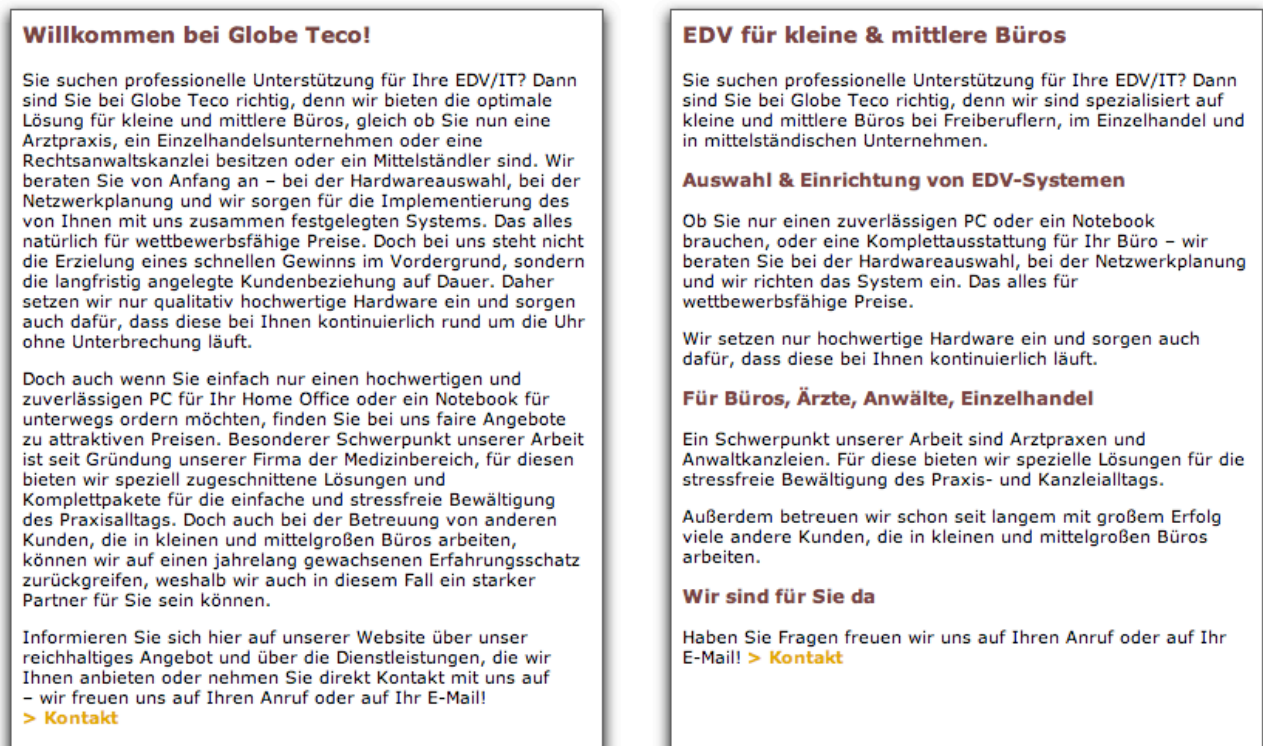 Willkommen bei Globe Teco!
Sie suchen professionelle Unterstützung für Ihre EDV/IT? Dann
sind Sie bei Globe Teco richtig, denn wir bieten die optimale
Lösung für kleine und mittlere Büros, gleich ob Sie nun eine
Arztpraxis, ein Einzelhandelsunternehmen oder eine
Rechtsanwaltskanzlei besitzen oder ein Mittelständler sind. Wir
beraten Sie von Anfang an – bei der Hardwareauswahl, bei der
Netzwerkplanung und wir sorgen für die Implementierung des
von Ihnen mit uns zusammen festgelegten Systems. Das alles
natürlich für wettbewerbsfähige Preise. Doch bei uns steht nicht
die Erzielung eines schnellen Gewinns im Vordergrund, sondern
die langfristig angelegte Kundenbeziehung auf Dauer. Daher
setzen wir nur qualitativ hochwertige Hardware ein und sorgen
auch dafür, dass diese bei Ihnen kontinuierlich rund um die Uhr
ohne Unterbrechung läuft.
Doch auch wenn Sie einfach nur einen hochwertigen und
zuverlässigen PC für Ihr Home Office oder ein Notebook für
unterwegs ordern möchten, finden Sie bei uns faire Angebote
zu attraktiven Preisen. Besonderer Schwerpunkt unserer Arbeit
ist seit Gründung unserer Firma der Medizinbereich, für diesen
bieten wir speziell zugeschnittene Lösungen und
Komplettpakete für die einfache und stressfreie Bewältigung
des Praxisalltags. Doch auch bei der Betreuung von anderen
Kunden, die in kleinen und mittelgroßen Büros arbeiten,
können wir auf einen jahrelang gewachsenen Erfahrungsschatz
zurückgreifen, weshalb wir auch in diesem Fall ein starker
Partner für Sie sein können.
Informieren Sie sich hier auf unserer Website über unser
reichhaltiges Angebot und über die Dienstleistungen, die wir
Ihnen anbieten oder nehmen Sie direkt Kontakt mit uns auf
– wir freuen uns auf Ihren Anruf oder auf Ihr E-Mail!
> Kontakt
EDV für kleine & mittlere Büros
Sie suchen professionelle Unterstützung für Ihre EDV/IT? Dann
sind Sie bei Globe Teco richtig, denn wir sind spezialisiert auf
kleine und mittlere Büros bei Freiberuflern, im Einzelhandel und
in mittelständischen Unternehmen.
Auswahl & Einrichtung von EDV-Systemen
Ob Sie nur einen zuverlässigen PC oder ein Notebook
brauchen, oder eine Komplettausstattung für Ihr Büro – wir
beraten Sie bei der Hardwareauswahl, bei der Netzwerkplanung
und wir richten das System ein. Das alles für
wettbewerbsfähige Preise.
Wir setzen nur hochwertige Hardware ein und sorgen auch
dafür, dass diese bei Ihnen kontinuierlich läuft.
Für Büros, Ärzte, Anwälte, Einzelhandel
Ein Schwerpunkt unserer Arbeit sind Arztpraxen und
Anwaltkanzleien. Für diese bieten wir spezielle Lösungen für die
stressfreie Bewältigung des Praxis- und Kanzleialltags.
Außerdem betreuen wir schon seit langem mit großem Erfolg
viele andere Kunden, die in kleinen und mittelgroßen Büros
arbeiten.
Wir sind für Sie da
Haben Sie Fragen freuen wir uns auf Ihren Anruf oder auf Ihr
E-Mail! > Kontakt